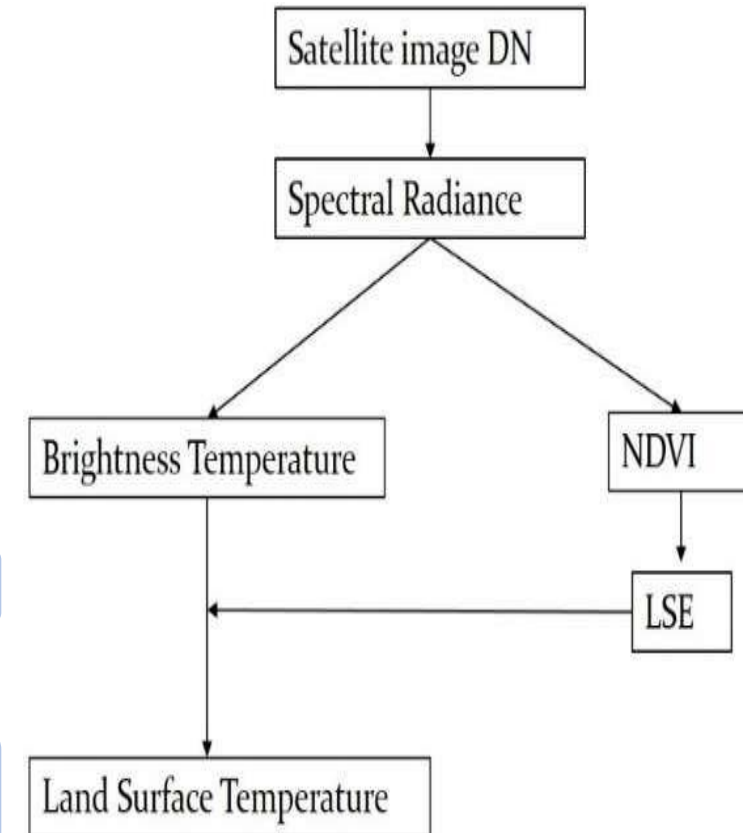 Satellite image DN
Spectral Radiance
Brightness Temperature
NDVI
LSE
Land Surface Temperature